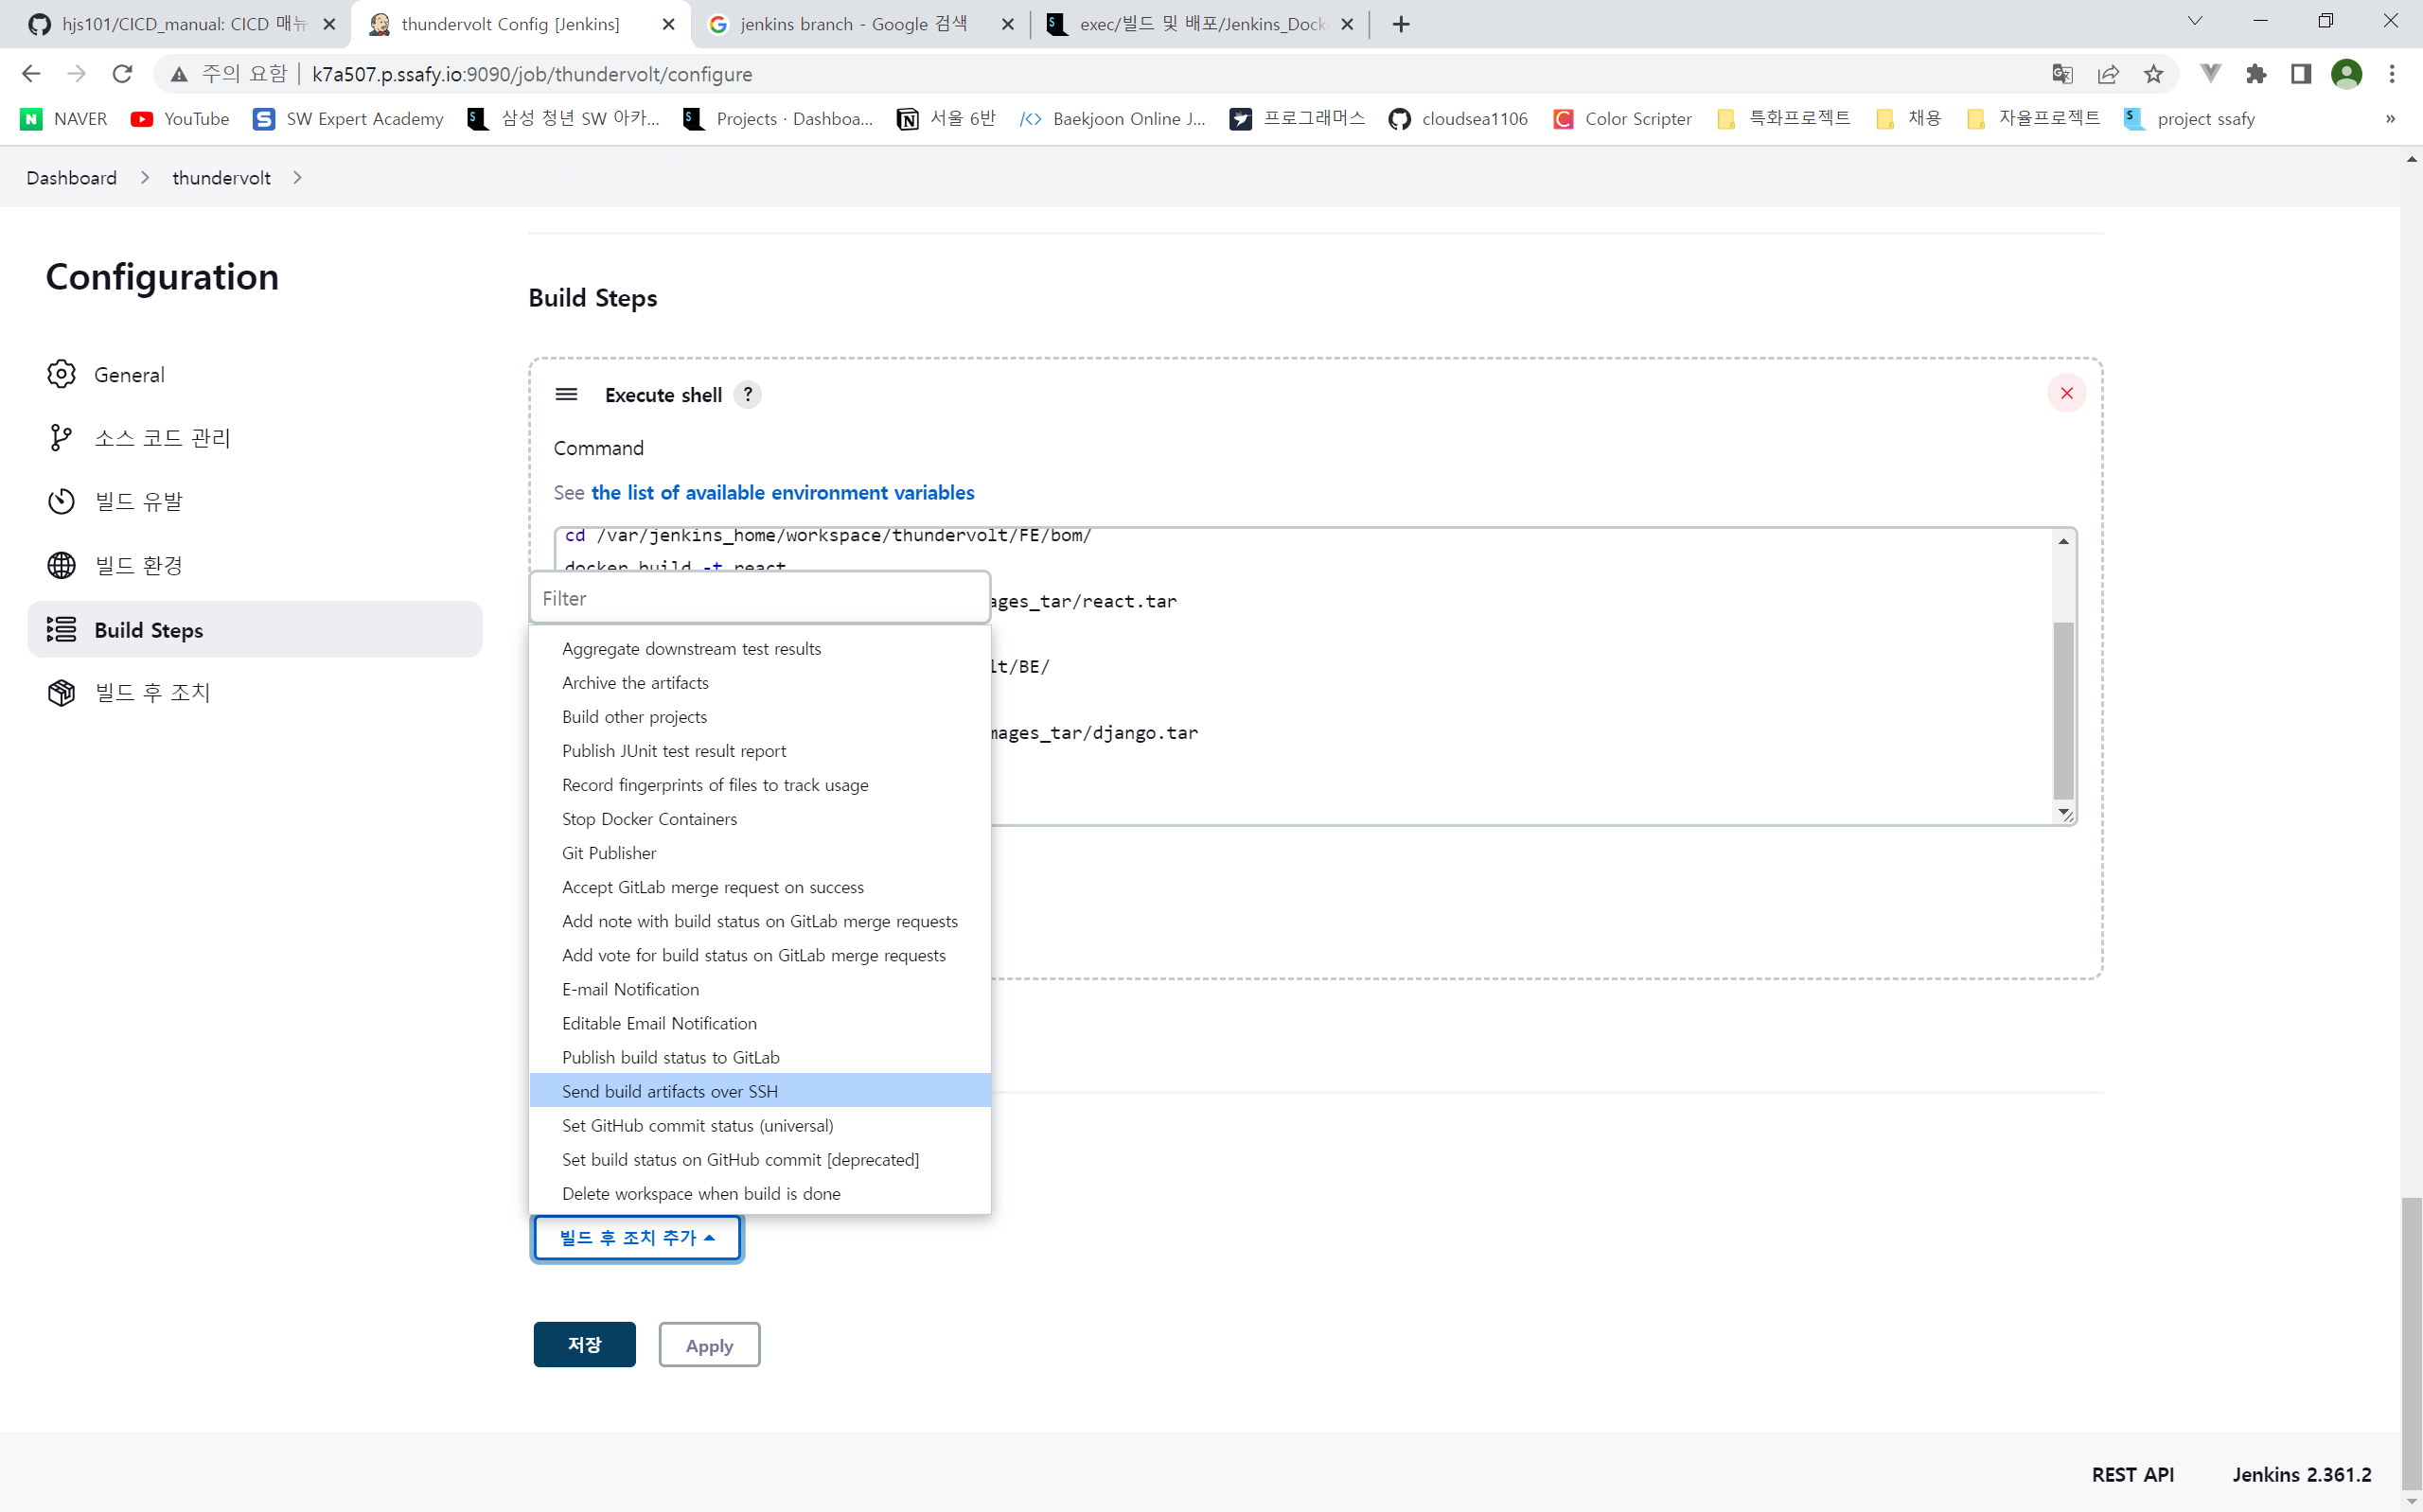 hjs101/CICD_manual: CICD 매뉴
thundervolt Config [Jenkins]
jenkins branch - Google 검색
exec/빌드 및 배포/Jenkins_Dock
주의 요함 | k7a507.p.ssafy.io:9090/job/thundervolt/configure
NAVER
YouTube
SW Expert Academy
삼성 청년 SW 아카...
Projects · Dashboa...
서울 6반
Baekjoon Online J...
프로그래머스
cloudsea1106
Color Scripter
특화프로젝트
채용
자율프로젝트
project ssafy
»
Dashboard > thundervolt >
Configuration
General
소스 코드 관리
빌드 유발
빌드 환경
Build Steps
빌드 후 조치
Build Steps
Execute shell ?
Command
See the list of available environment variables
cd /var/jenkins_home/workspace/thundervolt/FE/bom/
docker build -t react
ages_tar/react.tar
lt/BE/
mages_tar/django.tar
Filter
Aggregate downstream test results
Archive the artifacts
Build other projects
Publish JUnit test result report
Record fingerprints of files to track usage
Stop Docker Containers
Git Publisher
Accept GitLab merge request on success
Add note with build status on GitLab merge requests
Add vote for build status on GitLab merge requests
E-mail Notification
Editable Email Notification
Publish build status to GitLab
Send build artifacts over SSH
Set GitHub commit status (universal)
Set build status on GitHub commit [deprecated]
Delete workspace when build is done
빌드 후 조치 추가
저장
Apply
REST API
Jenkins 2.361.2